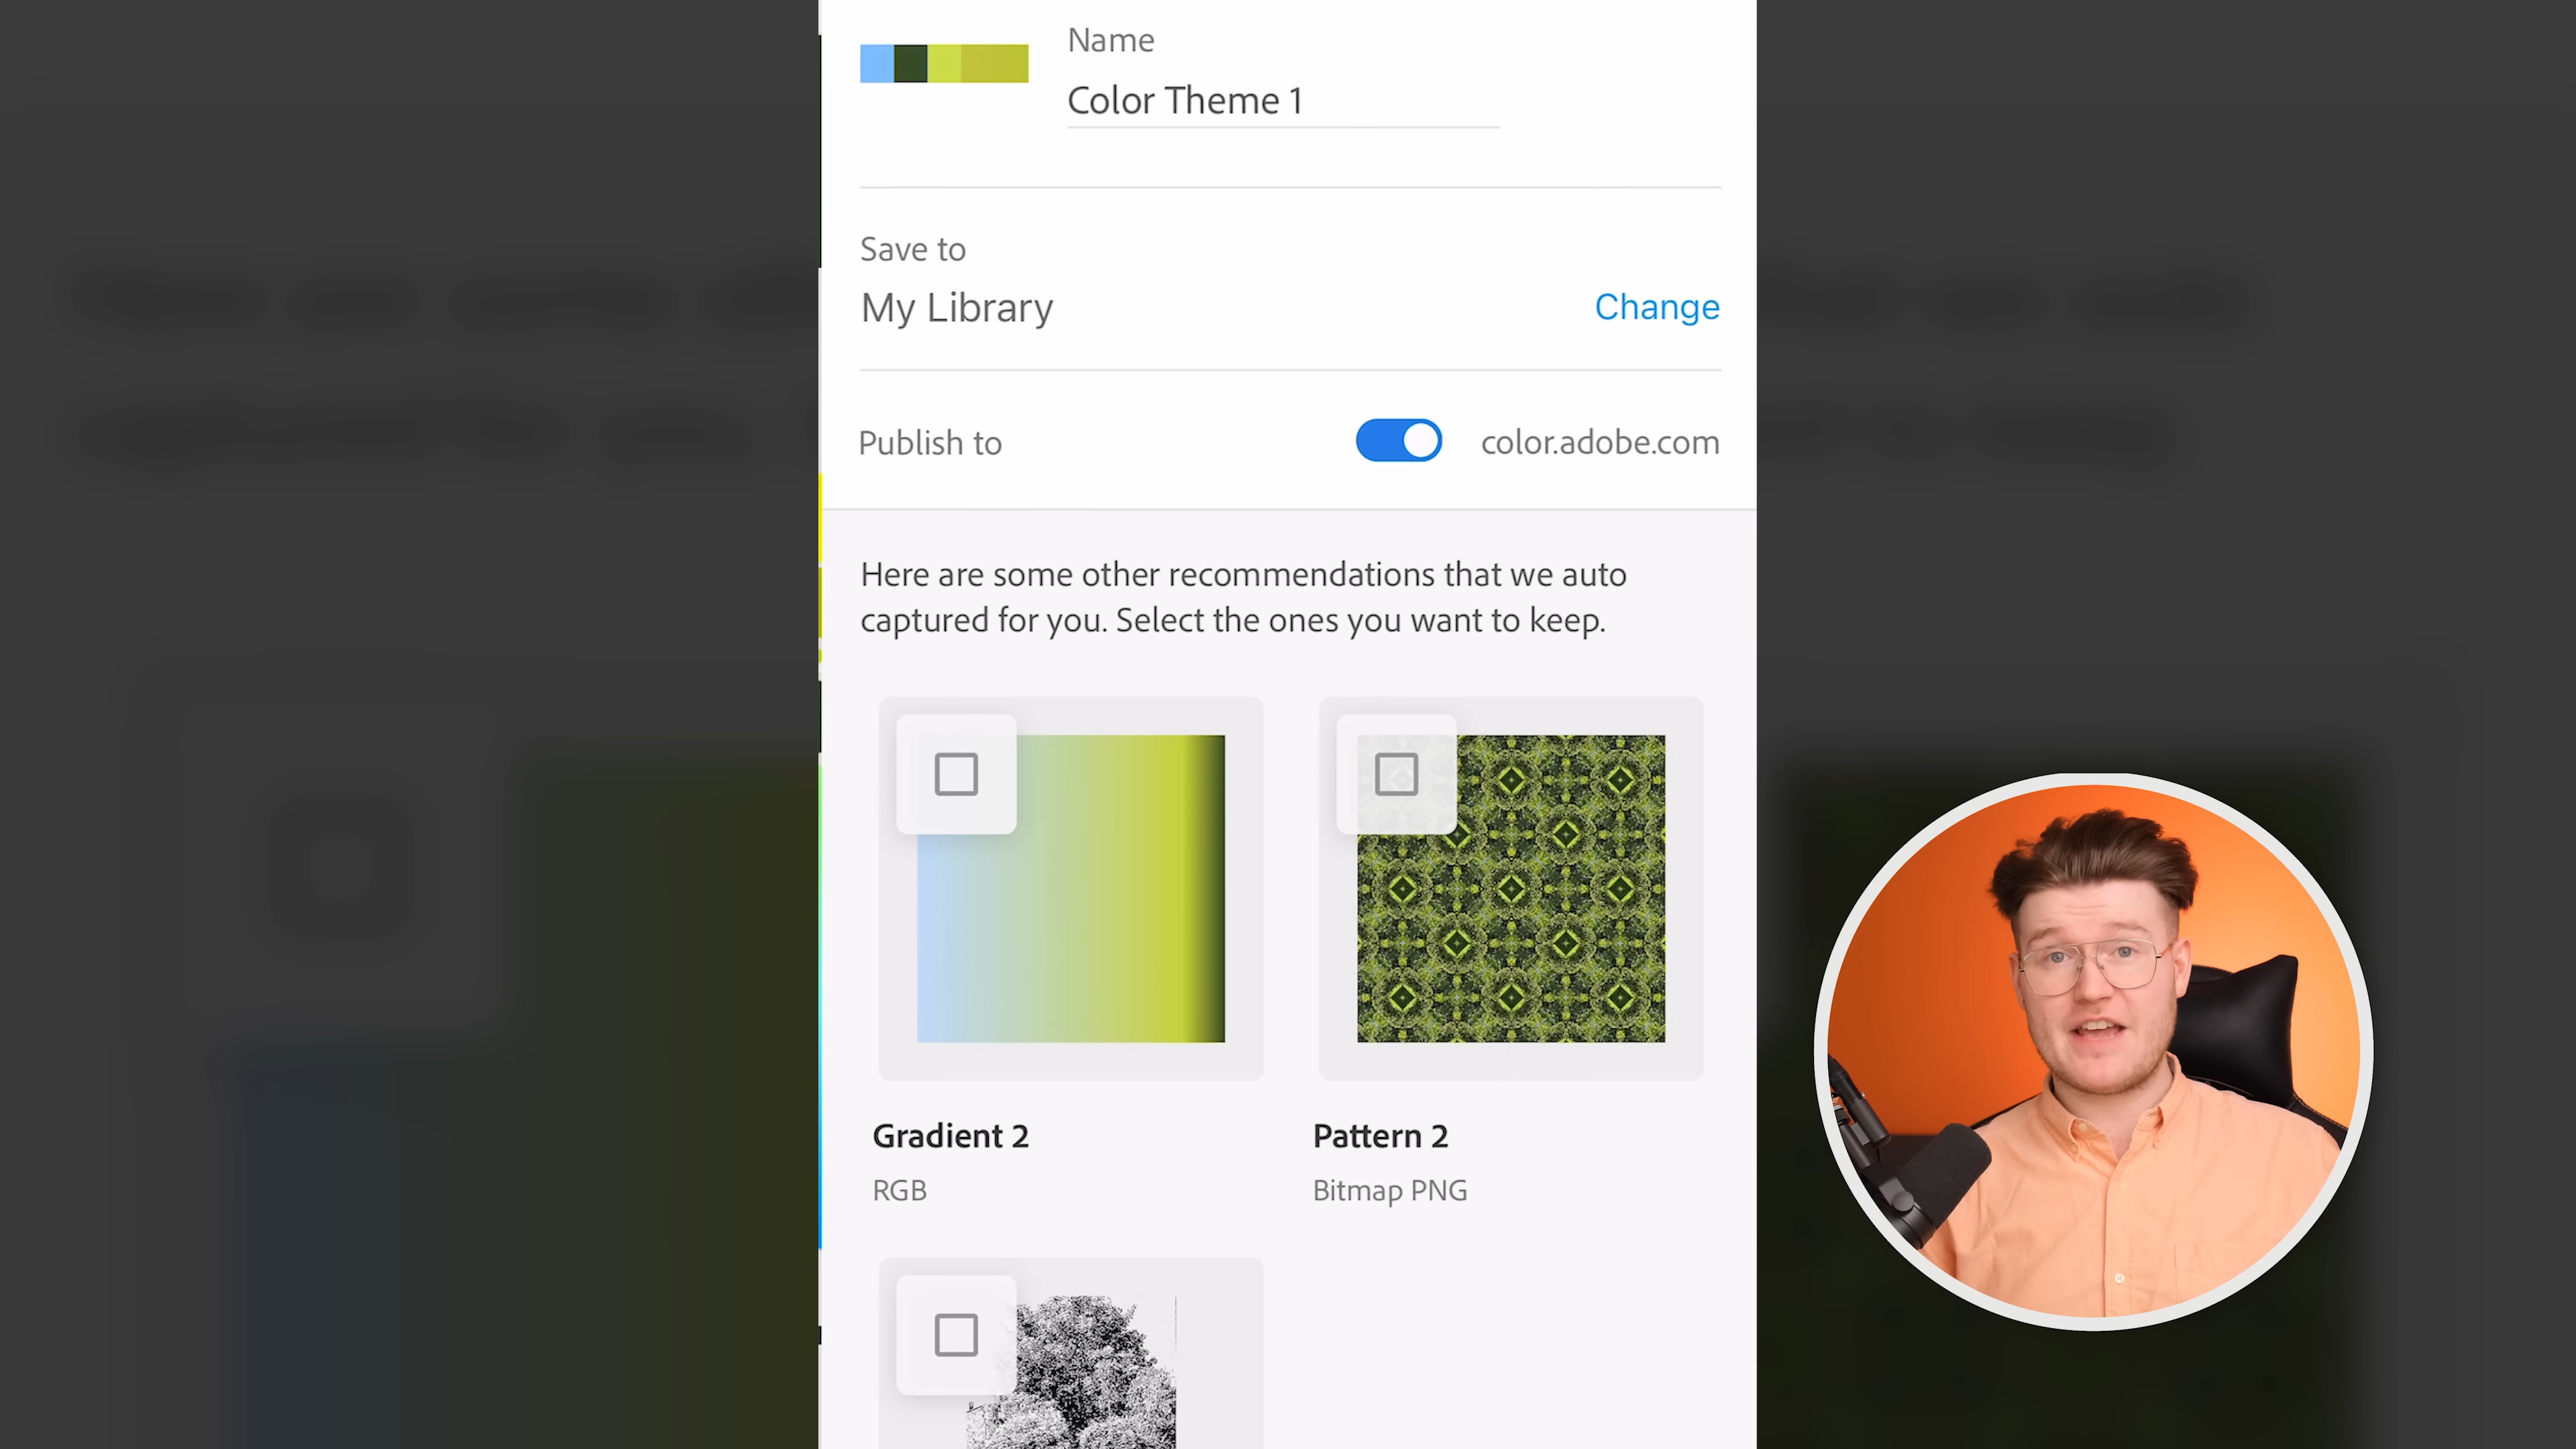 Name
Color Theme 1
Save to
My Library
Change
Publish to
color.adobe.com
Here are some other recommendations that we auto
captured for you. Select the ones you want to keep.
Gradient 2
RGB
Pattern 2
Bitmap PNG